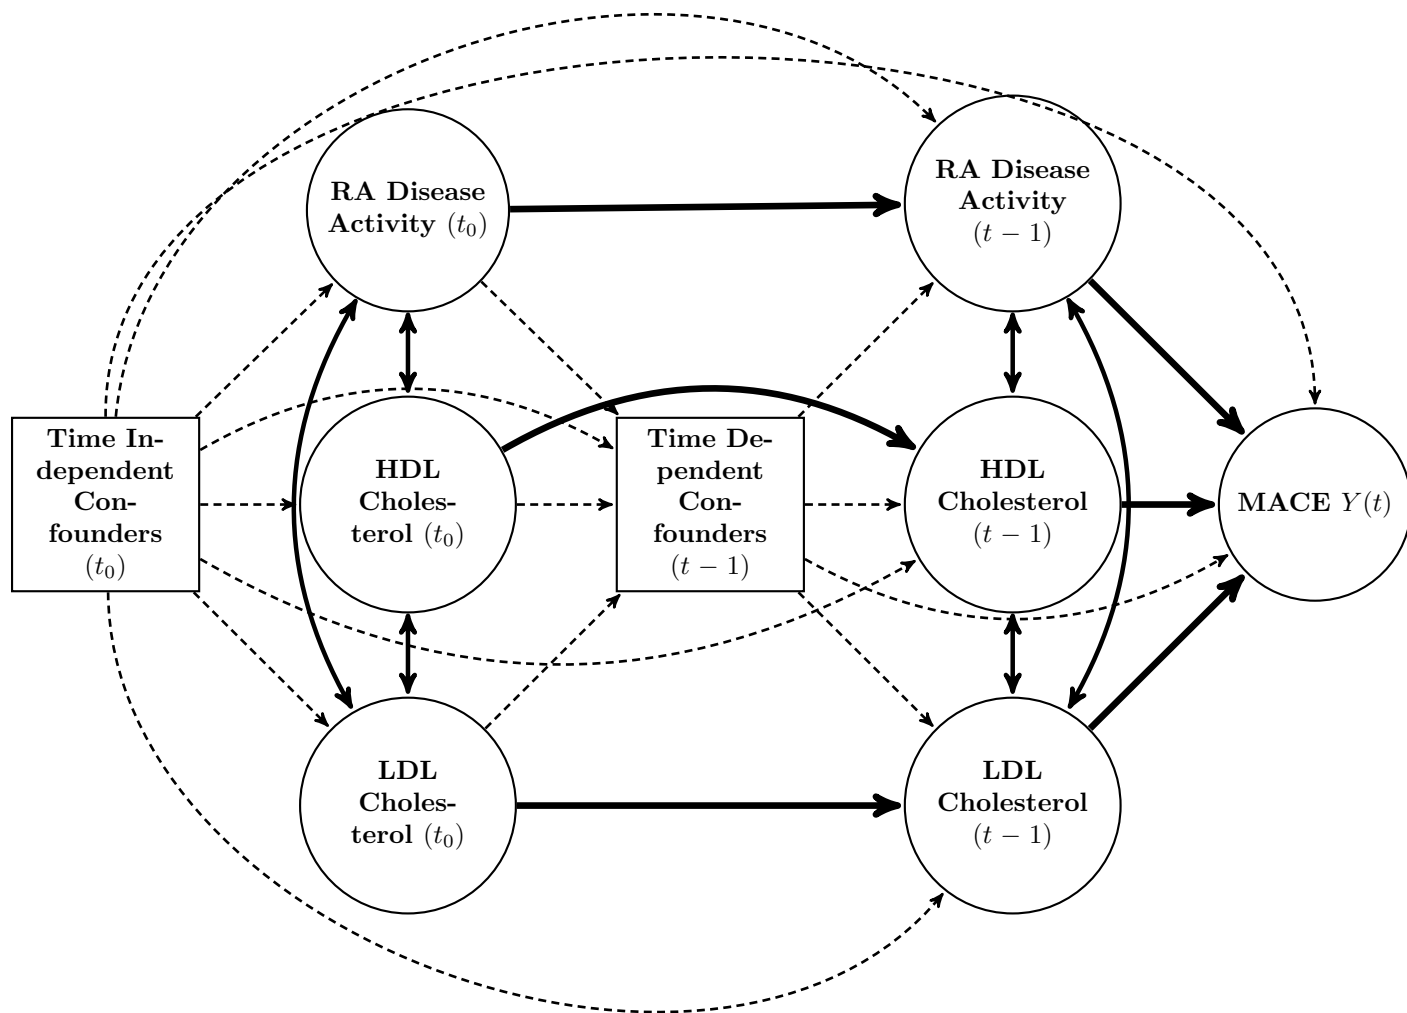 RA Disease
Activity (t₀)
RA Disease
Activity
(t − 1)
Time In-
dependent
Con-
founders
(t₀)
HDL
Choles-
terol (t₀)
Time De-
pendent
Con-
founders
(t − 1)
HDL
Cholesterol
(t − 1)
MACE Y(t)
LDL
Choles-
terol (t₀)
LDL
Cholesterol
(t − 1)